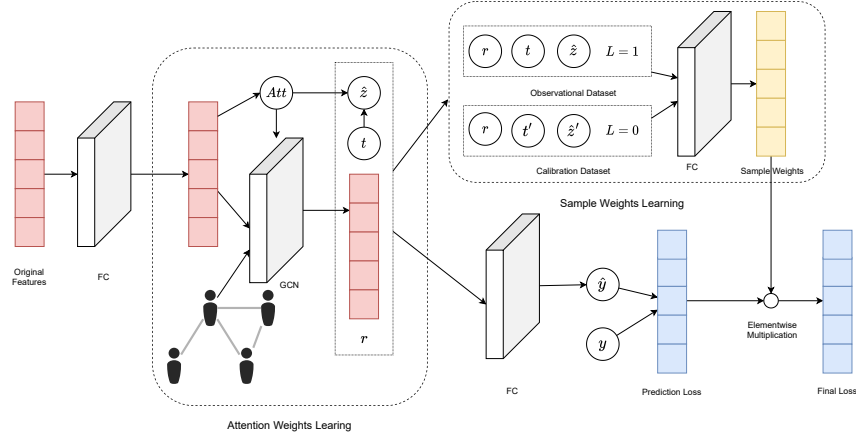 Original
Features
FC
Att
ẑ
t
GCN
r
Attention Weights Learing
r t ẑ L = 1
Observational Dataset
r t′ ẑ′ L = 0
Calibration Dataset
FC
Sample Weights
Sample Weights Learning
FC
ŷ
y
Prediction Loss
Elementwise
Multiplication
Final Loss